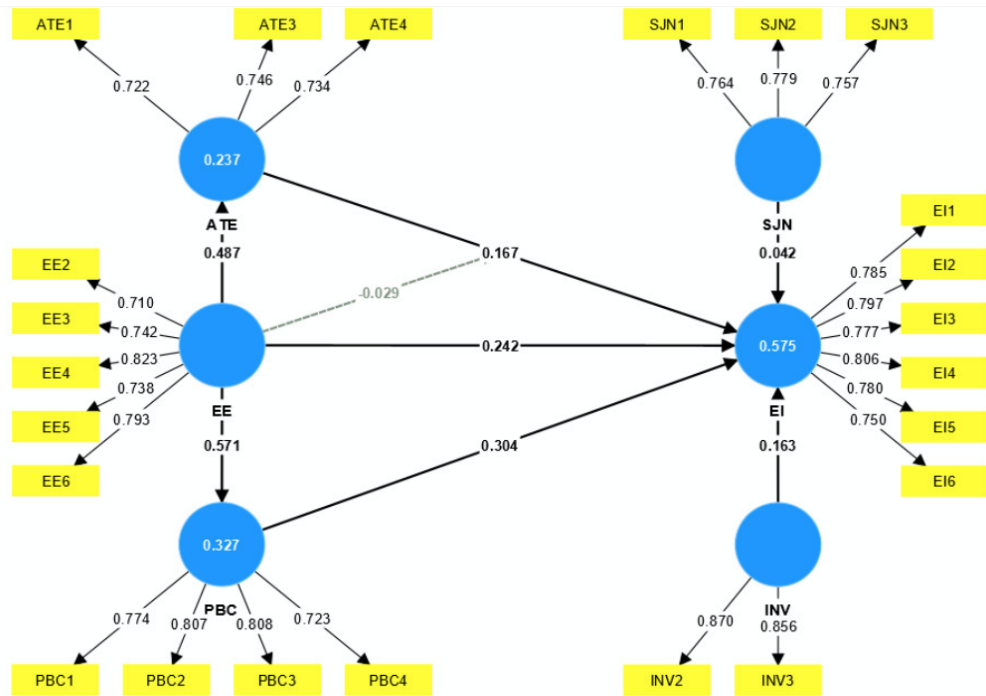 ATE1 ATE3 ATE4 SJN1 SJN2 SJN3
0.722 0.746 0.734 0.764 0.779 0.757
0.237
ATE SJN
0.487 0.167 0.042
EI1
0.785
EE2 EI2
0.710 -0.029 0.797
EE3 EI3
0.742 0.777
0.823 0.242 0.575 0.806
EE4 EI4
0.738 0.780
EE5 EE EI EI5
0.793 0.750
0.571 0.304 0.163
EE6 EI6
0.327
PBC INV
0.774 0.807 0.808 0.723 0.870 0.856
PBC1 PBC2 PBC3 PBC4 INV2 INV3